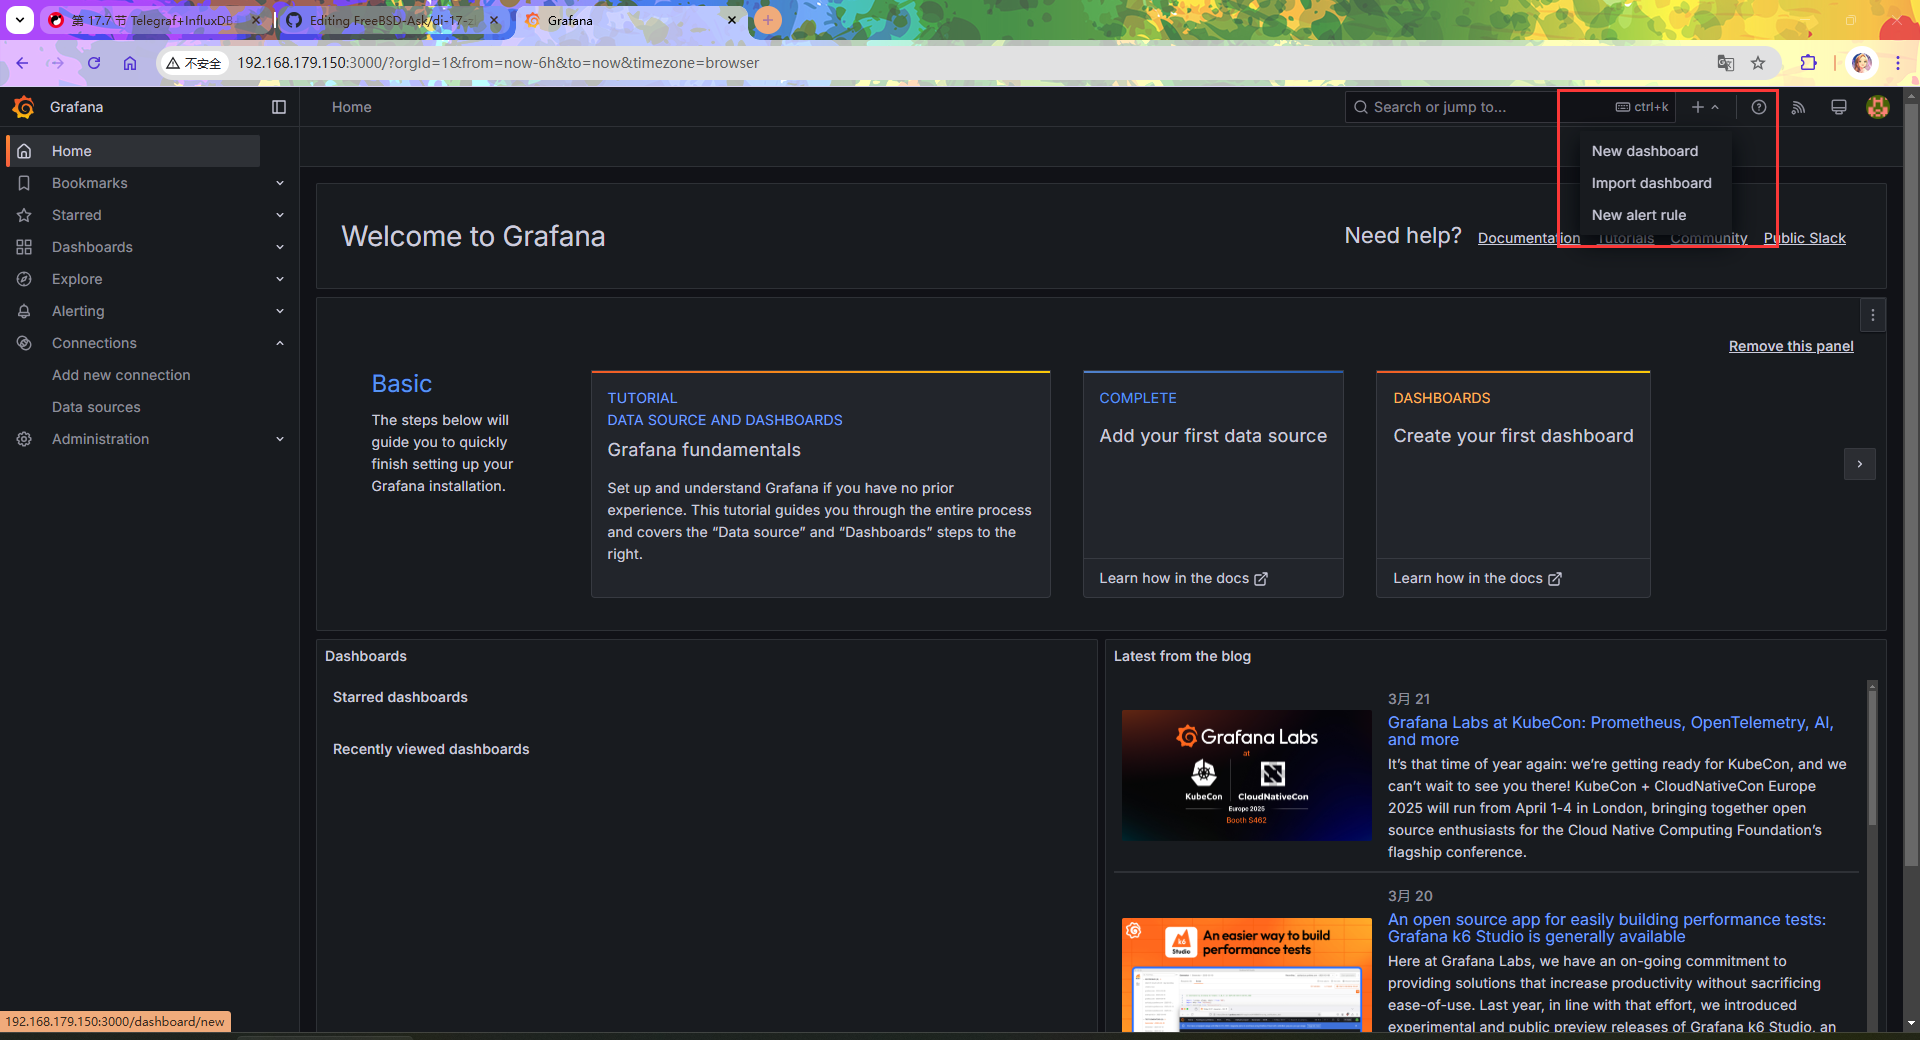 第 17.7 节 Telegraf+InfluxDB
Editing FreeBSD-Ask/di-17-z
Grafana
不安全
192.168.179.150:3000/?orgId=1&from=now-6h&to=now&timezone=browser
Grafana
Home
Search or jump to...
ctrl+k
Home
Bookmarks
Starred
Dashboards
Explore
Alerting
Connections
Add new connection
Data sources
Administration
New dashboard
Import dashboard
New alert rule
Welcome to Grafana
Need help?
Documentation
Tutorials
Community
Public Slack
Remove this panel
Basic
The steps below will
guide you to quickly
finish setting up your
Grafana installation.
TUTORIAL
DATA SOURCE AND DASHBOARDS
Grafana fundamentals
Set up and understand Grafana if you have no prior
experience. This tutorial guides you through the entire process
and covers the “Data source” and “Dashboards” steps to the
right.
COMPLETE
Add your first data source
Learn how in the docs
DASHBOARDS
Create your first dashboard
Learn how in the docs
Dashboards
Starred dashboards
Recently viewed dashboards
Latest from the blog
Grafana Labs
at
KubeCon
CloudNativeCon
Europe 2025
Booth S462
3月 21
Grafana Labs at KubeCon: Prometheus, OpenTelemetry, AI,
and more
It’s that time of year again: we’re getting ready for KubeCon, and we
can’t wait to see you there! KubeCon + CloudNativeCon Europe
2025 will run from April 1-4 in London, bringing together open
source enthusiasts for the Cloud Native Computing Foundation’s
flagship conference.
k6
Studio
An easier way to build
performance tests
3月 20
An open source app for easily building performance tests:
Grafana k6 Studio is generally available
Here at Grafana Labs, we have an on-going commitment to
providing solutions that increase productivity without sacrificing
ease-of-use. Last year, in line with that effort, we introduced
experimental and public preview releases of Grafana k6 Studio, an
192.168.179.150:3000/dashboard/new